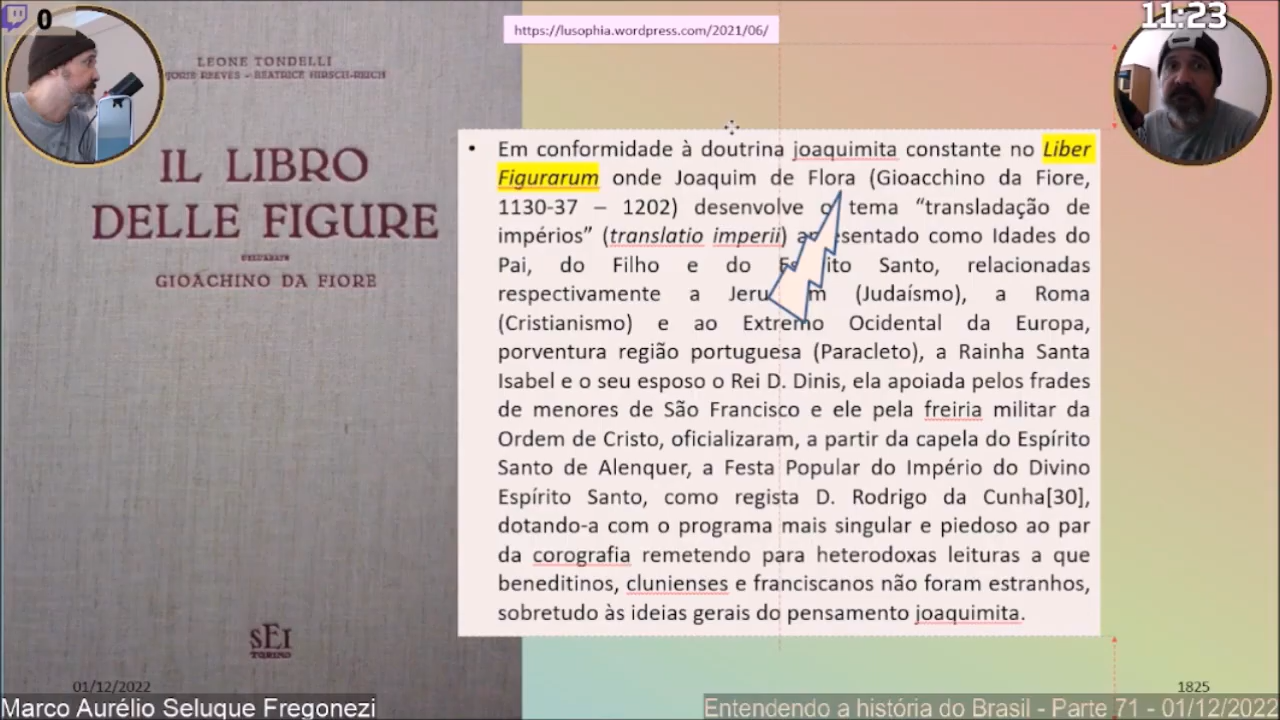 0
11:23
https://lusophia.wordpress.com/2021/06/
LEONE TONDELLI
REEVES - BEATRICE HIRSCH-REICH
IL LIBRO
DELLE FIGURE
GIOACHINO DA FIORE
SEI
TORINO
• Em conformidade à doutrina joaquimita constante no Liber
Figurarum onde Joaquim de Flora (Gioacchino da Fiore,
1130-37 – 1202) desenvolve o tema “transladação de
impérios” (translatio imperii) sentado como Idades do
Pai, do Filho e do Santo, relacionadas
respectivamente a (Judaísmo), a Roma
(Cristianismo) e ao Extremo Ocidental da Europa,
porventura região portuguesa (Paracleto), a Rainha Santa
Isabel e o seu esposo o Rei D. Dinis, ela apoiada pelos frades
de menores de São Francisco e ele pela freiria militar da
Ordem de Cristo, oficializaram, a partir da capela do Espírito
Santo de Alenquer, a Festa Popular do Império do Divino
Espírito Santo, como regista D. Rodrigo da Cunha[30],
dotando-a com o programa mais singular e piedoso ao par
da corografia remetendo para heterodoxas leituras a que
beneditinos, clunienses e franciscanos não foram estranhos,
sobretudo às ideias gerais do pensamento joaquimita.
01/12/2022
1825
Marco Aurélio Seluque Fregonezi
Entendendo a história do Brasil - Parte 71 - 01/12/2022